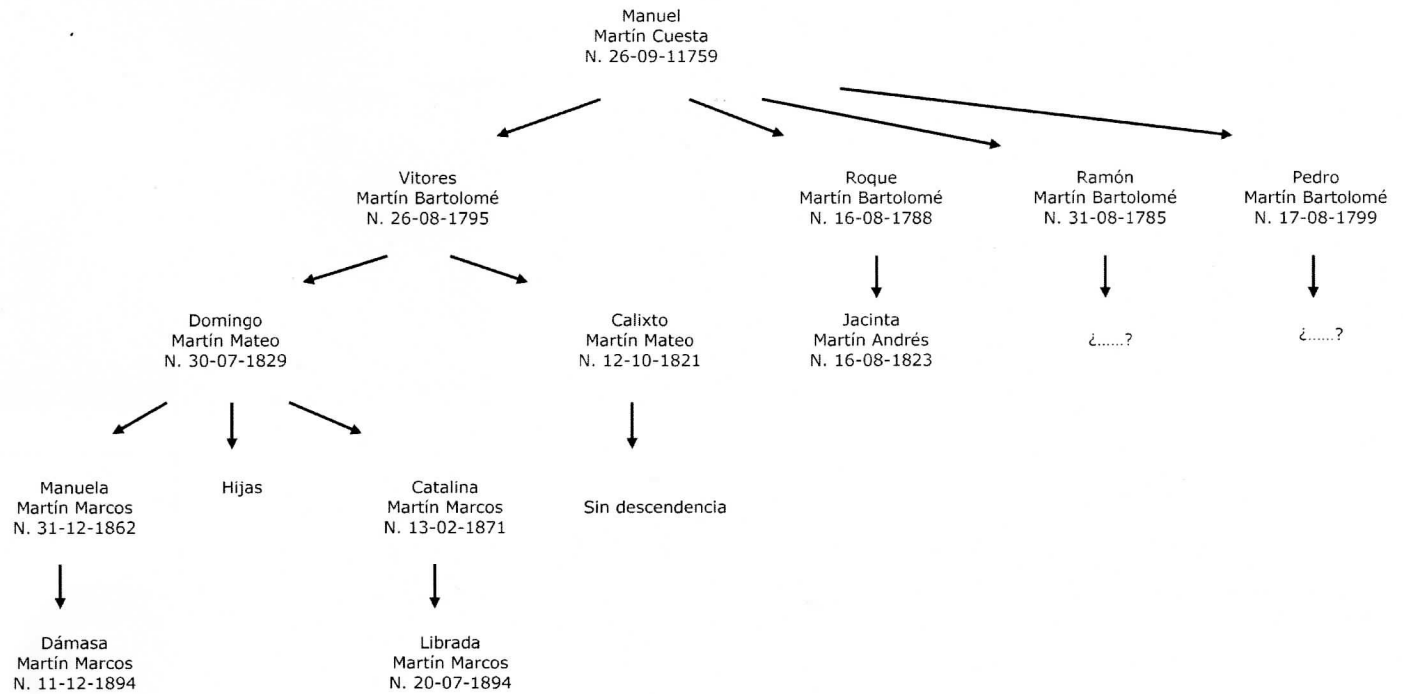 Manuel
Martín Cuesta
N. 26-09-11759
Vitores
Martín Bartolomé
N. 26-08-1795
Roque
Martín Bartolomé
N. 16-08-1788
Ramón
Martín Bartolomé
N. 31-08-1785
Pedro
Martín Bartolomé
N. 17-08-1799
Domingo
Martín Mateo
N. 30-07-1829
Calixto
Martín Mateo
N. 12-10-1821
Jacinta
Martín Andrés
N. 16-08-1823
¿......?
¿......?
Manuela
Martín Marcos
N. 31-12-1862
Hijas
Catalina
Martín Marcos
N. 13-02-1871
Sin descendencia
Dámasa
Martín Marcos
N. 11-12-1894
Librada
Martín Marcos
N. 20-07-1894